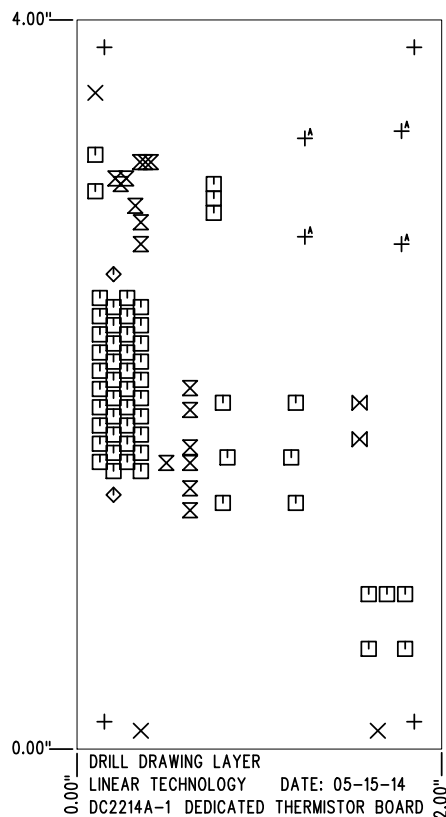 4.00"
A
A
A
A
0.00"
0.00"
2.00"
DRILL DRAWING LAYER
LINEAR TECHNOLOGY DATE: 05-15-14
DC2214A-1 DEDICATED THERMISTOR BOARD